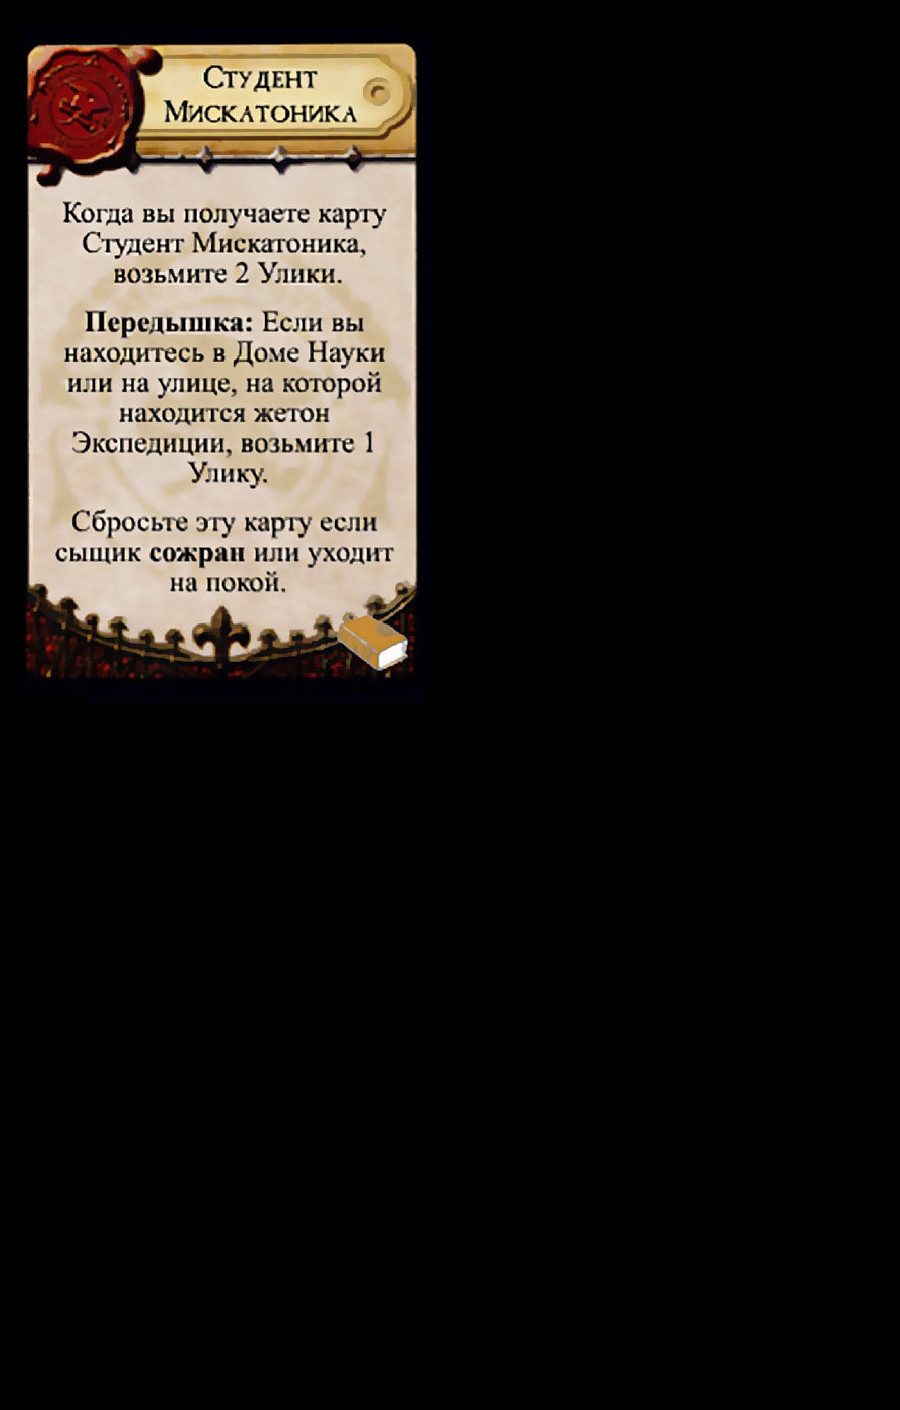 Студент
Мискатоника
Когда вы получаете карту
Студент Мискатоника,
возьмите 2 Улики.
Передышка: Если вы
находитесь в Доме Науки
или на улице, на которой
находится жетон
Экспедиции, возьмите 1
Улику.
Сбросьте эту карту если
сыщик сожран или уходит
на покой.